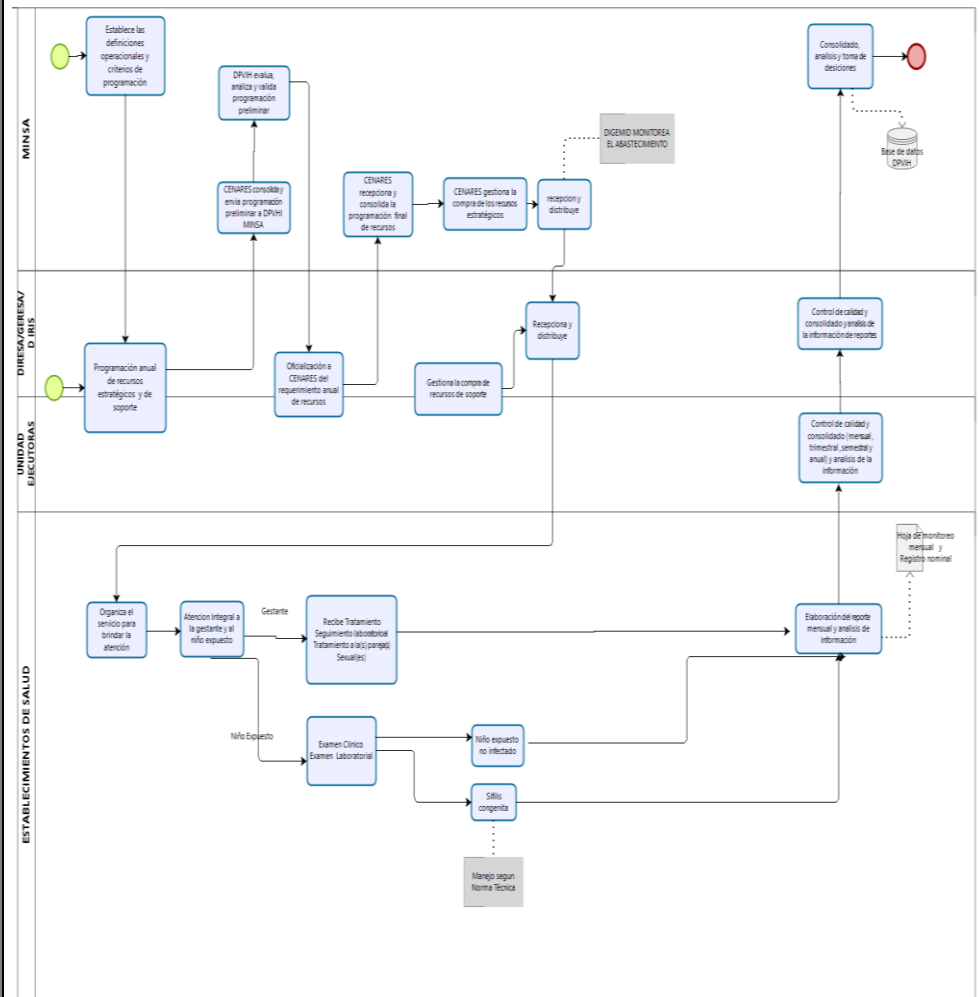 MINSA
Establece las
definiciones
operacionales y
criterios de
programación
DPVIH evalua,
analiza y valida
programación
preliminar
CENARES consolida y
envia programación
preliminar a DPVHI
MINSA
CENARES
recepciona y
consolida la
programación final
de recursos
CENARES gestiona la
compra de los recursos
estratégicos
recepcion y
distribuye
DIGEMID MONITOREA
EL ABASTECIMIENTO
Consolidado,
analisis y toma de
desiciones
Base de datos
DPVIH
DIRESA/GERESA/
D IRIS
Programación anual
de recursos
estratégicos y de
soporte
Oficialización a
CENARES del
requerimiento anual
de recursos
Gestiona la compra de
recursos de soporte
Recepciona y
distribuye
Control de calidad y
consolidado y analisis de
la información de reportes
UNIDAD
EJECUTORAS
Control de calidad y
consolidado (mensual,
trimestral, semestral y
anual) y analisis de la
información
ESTABLECIMIENTOS DE SALUD
Organiza el
servicio para
brindar la
atención
Atencion Integral a
la gestante y al
niño expuesto
Gestante
Recibe Tratamiento
Seguimiento laboratorial
Tratamiento a la(s) pareja(s)
Sexual(es)
Niño Expuesto
Examen Clinico
Examen Laboratorial
Niño expuesto
no infectado
Sifilis
congenita
Manejo segun
Norma Técnica
Elaboración del reporte
mensual y analisis de
información
Hoja de monitoreo
mensual y
Registro nominal